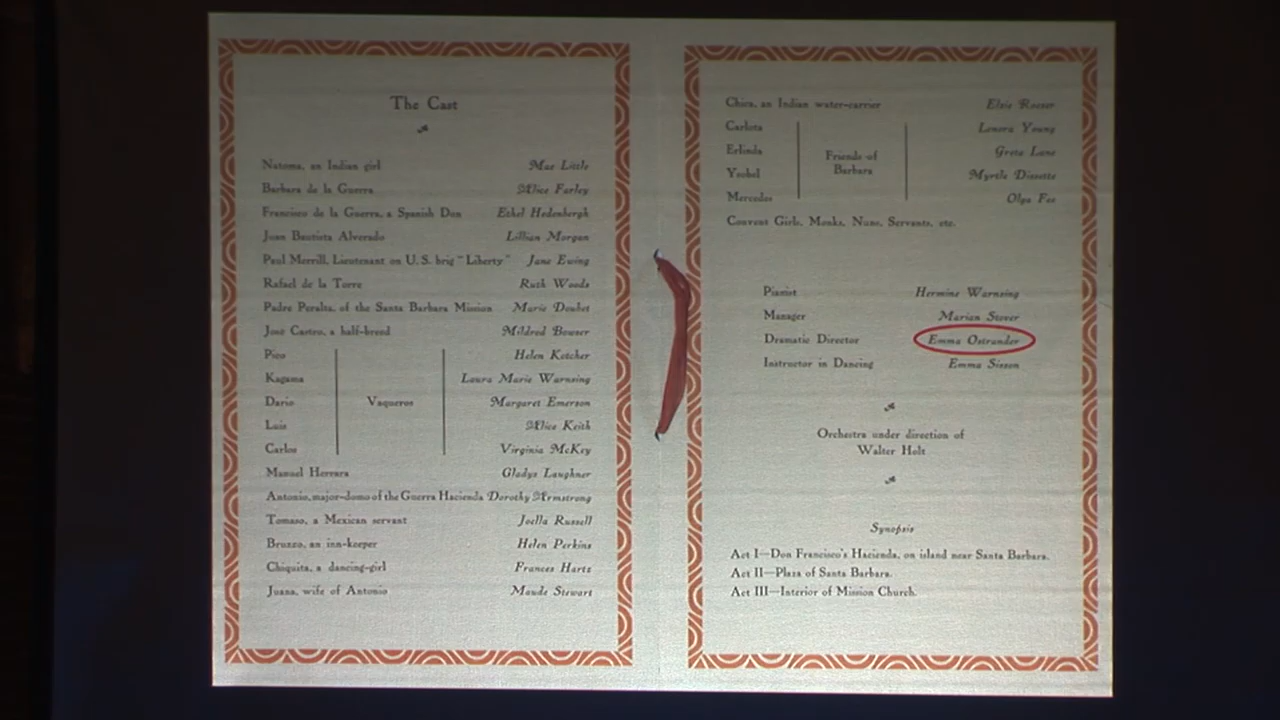 The Cast
Natoma, an Indian girl Mae Little
Barbara de la Guerra Alice Farley
Francisco de la Guerra, a Spanish Don Ethel Hedenbergh
Juan Bautista Alverado Lillian Morgan
Paul Merrill, Lieutenant on U. S. brig "Liberty" Jane Ewing
Rafael de la Torre Ruth Woods
Padre Peralta, of the Santa Barbara Mission Marie Doubet
José Castro, a half-breed Mildred Bowser
Pico Helen Ketcher
Kagama Laura Marie Warnsing
Dario Vaqueros Margaret Emerson
Luis Alice Keith
Carlos Virginia McKey
Manuel Herrara Gladys Laughner
Antonio, major-domo of the Guerra Hacienda Dorothy Armstrong
Tomaso, a Mexican servant Joella Russell
Bruzzo, an inn-keeper Helen Perkins
Chiquita, a dancing-girl Frances Hartz
Juana, wife of Antonio Maude Stewart
Chica, an Indian water-carrier Elsie Roeser
Carlota Lenora Young
Erlinda Greta Lane
Friends of
Barbara
Ysobel Myrtle Dissette
Mercedes Olga Fee
Convent Girls, Monks, Nuns, Servants, etc.
Pianist Hermine Warnsing
Manager Marian Stover
Dramatic Director Emma Ostrander
Instructor in Dancing Emma Sisson
Orchestra under direction of
Walter Holt
Synopsis
Act I—Don Francisco's Hacienda, on island near Santa Barbara.
Act II—Plaza of Santa Barbara.
Act III—Interior of Mission Church.